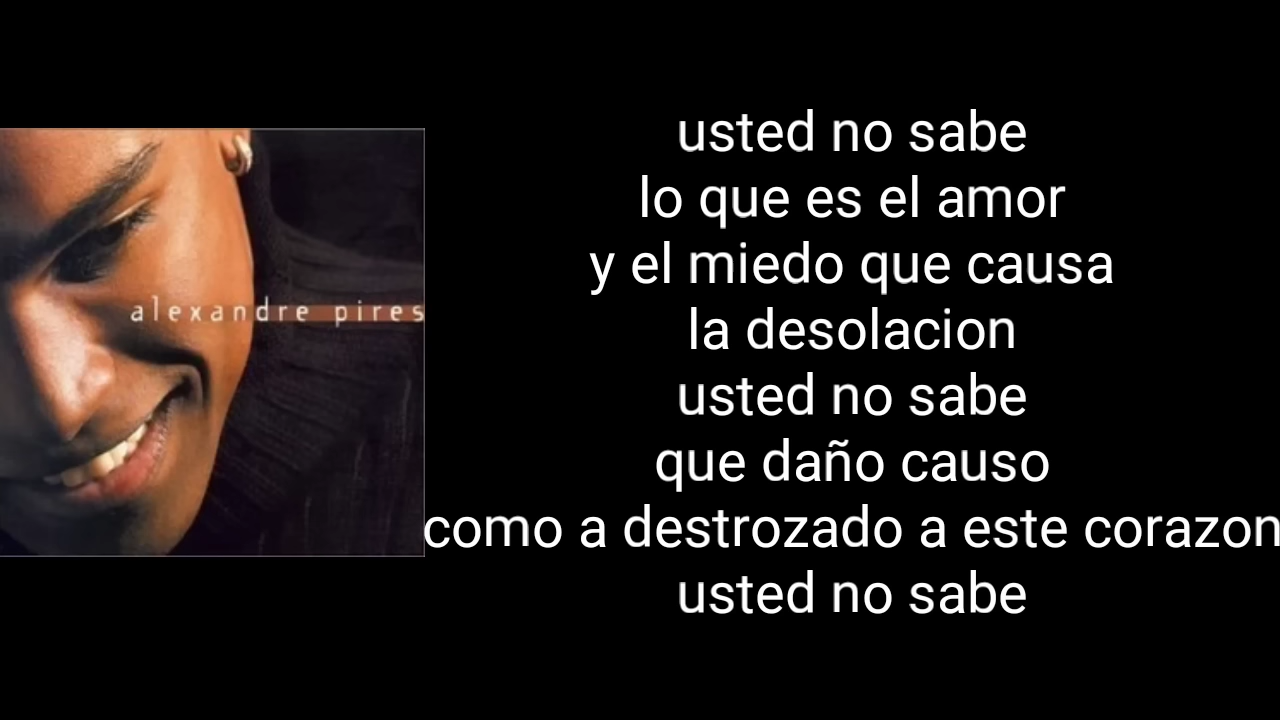 alexandre pires
usted no sabe
lo que es el amor
y el miedo que causa
la desolacion
usted no sabe
que daño causo
como a destrozado a este corazon
usted no sabe